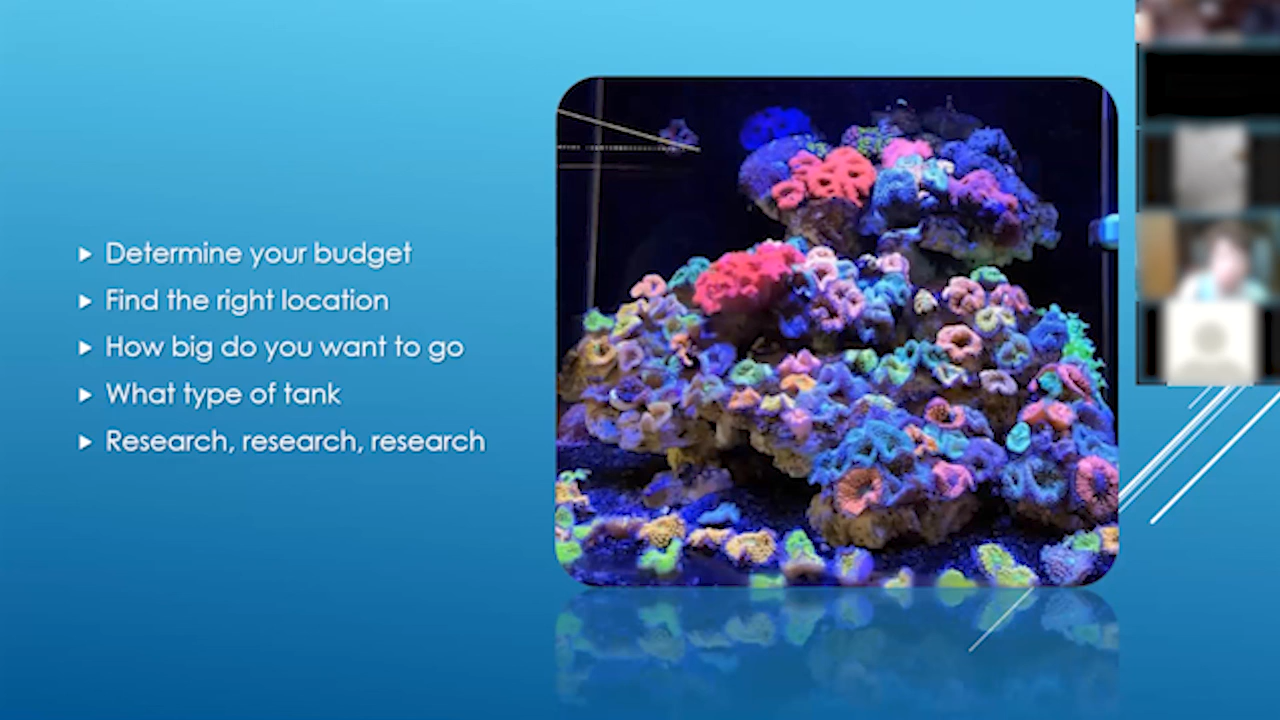 Determine your budget
Find the right location
How big do you want to go
What type of tank
Research, research, research